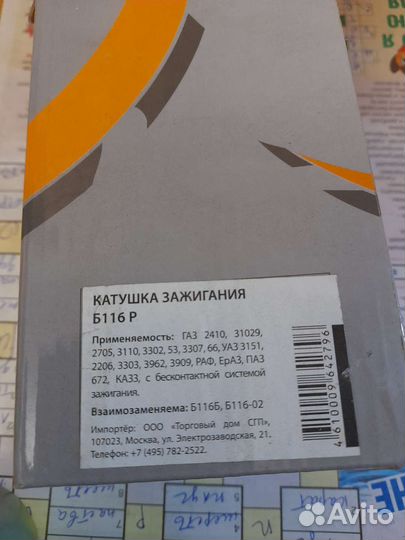 КАТУШКА ЗАЖИГАНИЯ
Б116 Р
Применяемость: ГАЗ 2410, 31029,
2705, 3110, 3302, 53, 3307, 66, УАЗ 3151,
2206, 3303, 3962, 3909, РАФ, ЕрАЗ, ПАЗ
672, КАЗЗ, с бесконтактной системой
зажигания.
Взаимозаменяема: Б116Б, Б116-02
Импортёр: ООО «Торговый дом СГП»,
107023, Москва, ул. Электрозаводская, 21.
Телефон: +7 (495) 782-2522.
4610009642796
Avito